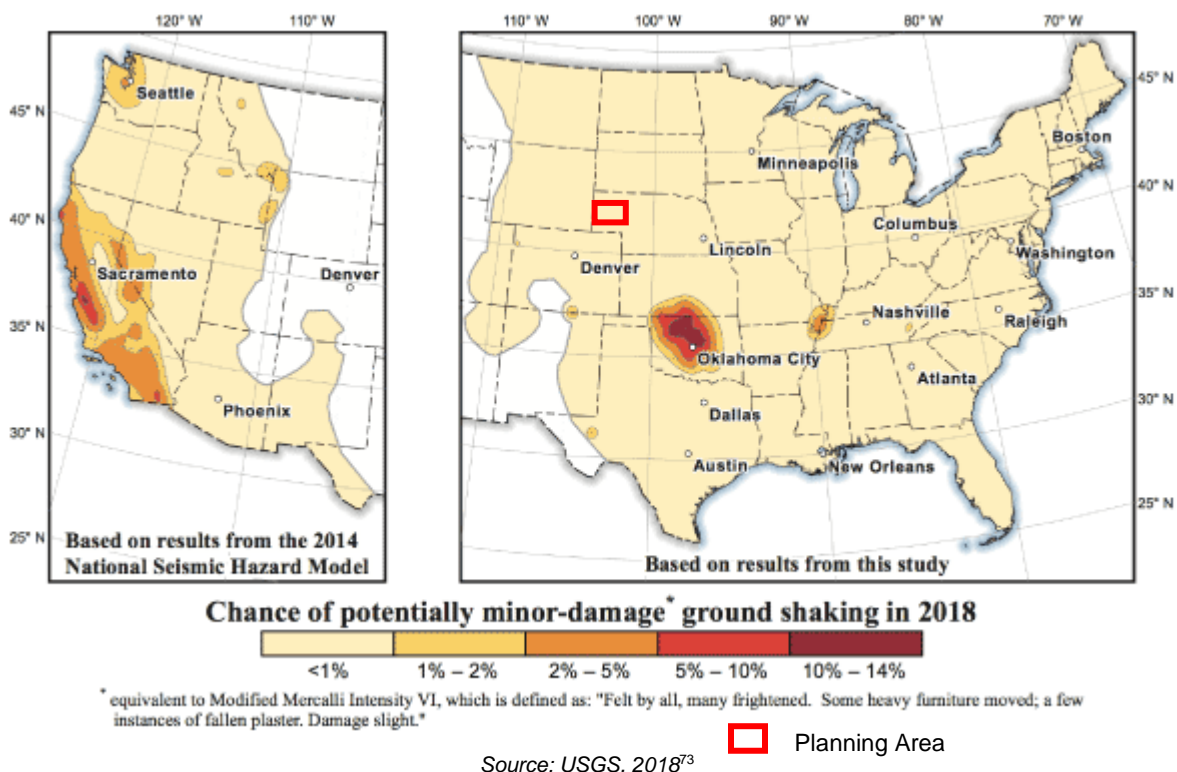 120° W 110° W
110° W 100° W 90° W 80° W 70° W
45° N
40° N
35° N
30° N
25° N
Seattle
Sacramento
Denver
Phoenix
Based on results from the 2014
National Seismic Hazard Model
45° N
40° N
35° N
30° N
25° N
Boston
Minneapolis
Columbus
Washington
Lincoln
Denver
Nashville
Raleigh
Oklahoma City
Atlanta
Dallas
Austin
New Orleans
Based on results from this study
Chance of potentially minor-damage* ground shaking in 2018
<1% 1% – 2% 2% – 5% 5% – 10% 10% – 14%
* equivalent to Modified Mercalli Intensity VI, which is defined as: "Felt by all, many frightened. Some heavy furniture moved; a few
instances of fallen plaster. Damage slight."
Planning Area
Source: USGS, 2018⁷³